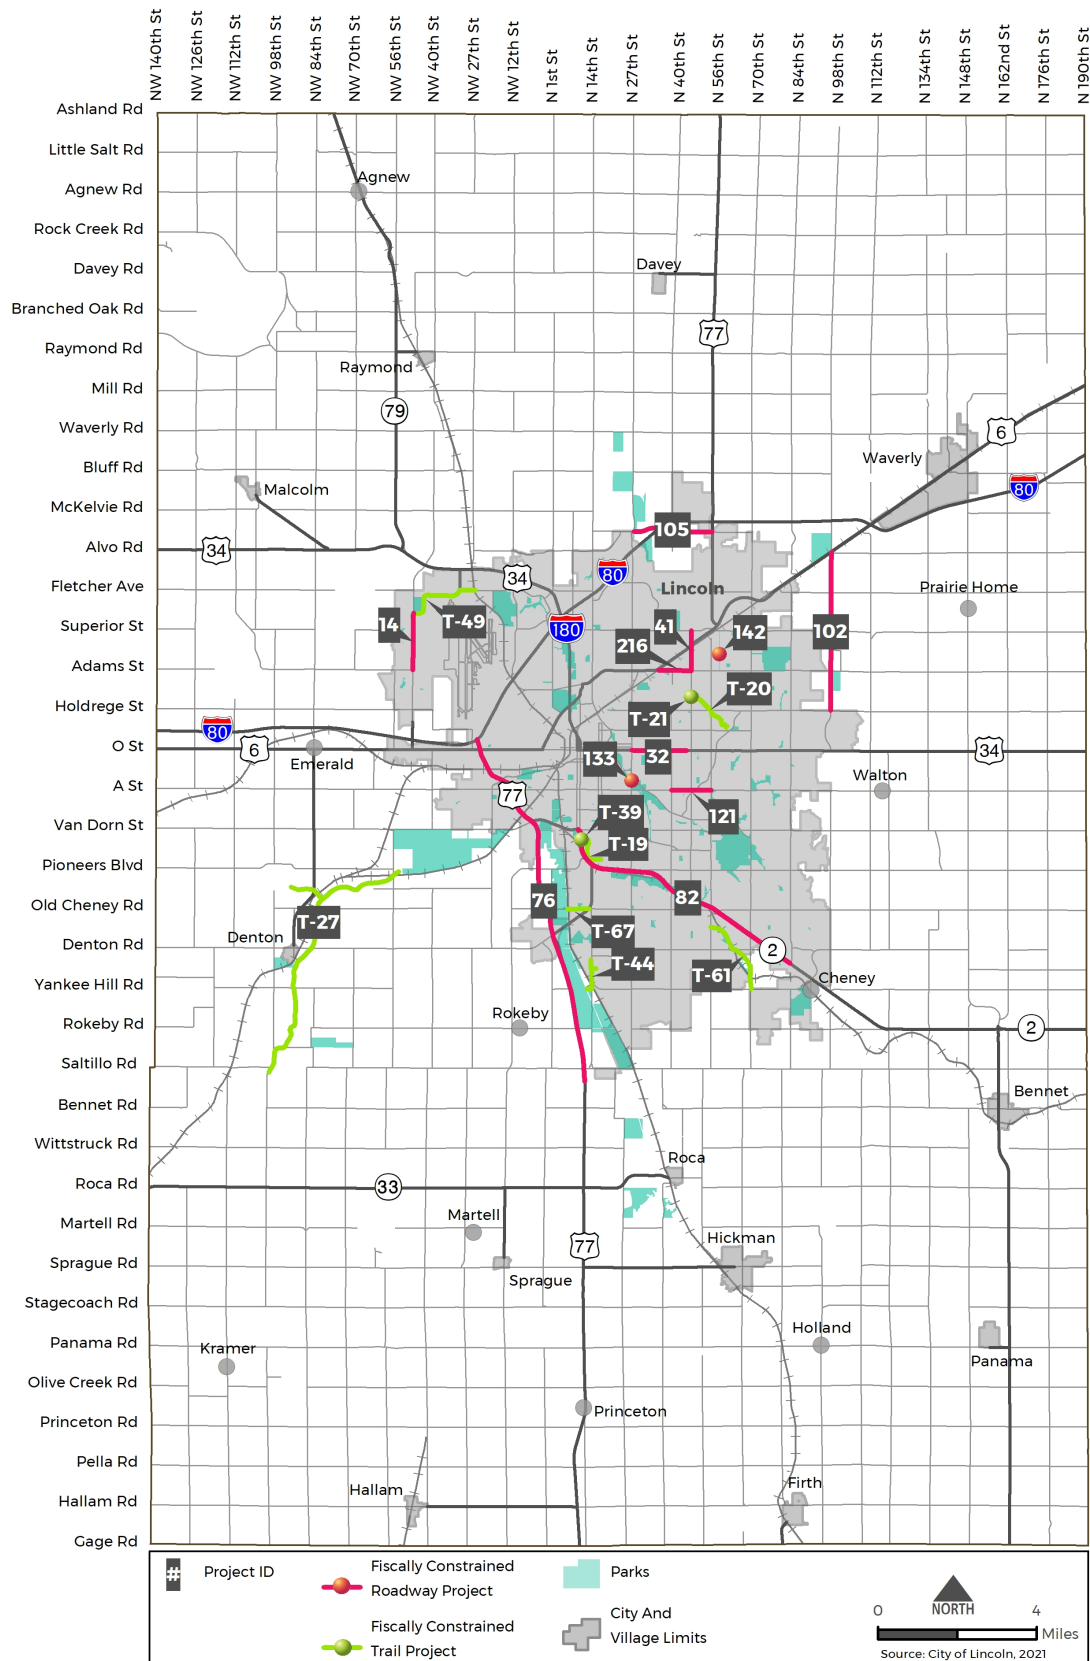 NW 140th St
NW 126th St
NW 112th St
NW 98th St
NW 84th St
NW 70th St
NW 56th St
NW 40th St
NW 27th St
NW 12th St
N 1st St
N 14th St
N 27th St
N 40th St
N 56th St
N 70th St
N 84th St
N 98th St
N 112th St
N 134th St
N 148th St
N 162nd St
N 176th St
N 190th St
Ashland Rd
Little Salt Rd
Agnew Rd
Rock Creek Rd
Davey Rd
Branched Oak Rd
Raymond Rd
Mill Rd
Waverly Rd
Bluff Rd
McKelvie Rd
Alvo Rd
Fletcher Ave
Superior St
Adams St
Holdrege St
O St
A St
Van Dorn St
Pioneers Blvd
Old Cheney Rd
Denton Rd
Yankee Hill Rd
Rokeby Rd
Saltillo Rd
Bennet Rd
Wittstruck Rd
Roca Rd
Martell Rd
Sprague Rd
Stagecoach Rd
Panama Rd
Olive Creek Rd
Princeton Rd
Pella Rd
Hallam Rd
Gage Rd
Agnew
Davey
77
Raymond
79
6
Waverly
80
Malcolm
105
34
34
80
Lincoln
Prairie Home
14
T-49
180
41
142
102
216
T-20
T-21
80
6
Emerald
133
32
34
Walton
77
T-39
121
T-19
76
82
T-27
T-67
Denton
2
T-44
T-61
Cheney
Rokeby
2
Bennet
Roca
33
Martell
77
Hickman
Sprague
Holland
Kramer
Panama
Princeton
Hallam
Firth
# Project ID
Fiscally Constrained
Roadway Project
Fiscally Constrained
Trail Project
Parks
City And
Village Limits
NORTH
0 4
Miles
Source: City of Lincoln, 2021